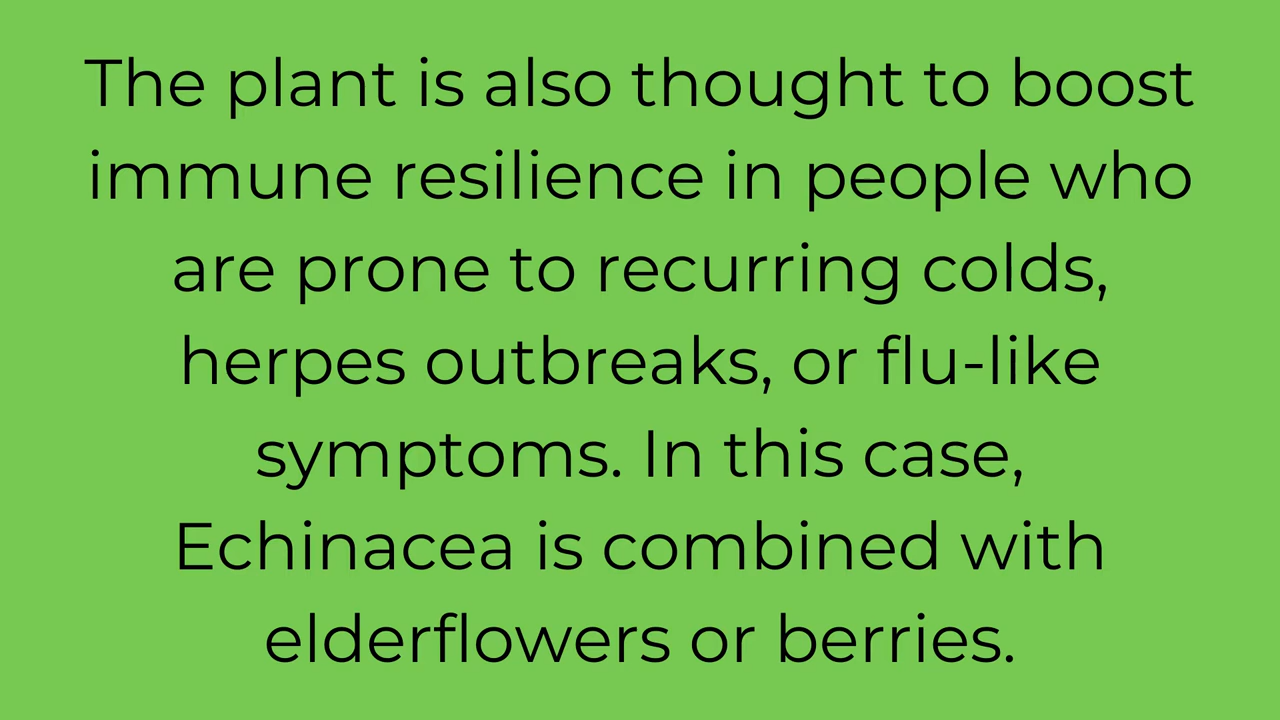 The plant is also thought to boost
immune resilience in people who
are prone to recurring colds,
herpes outbreaks, or flu-like
symptoms. In this case,
Echinacea is combined with
elderflowers or berries.